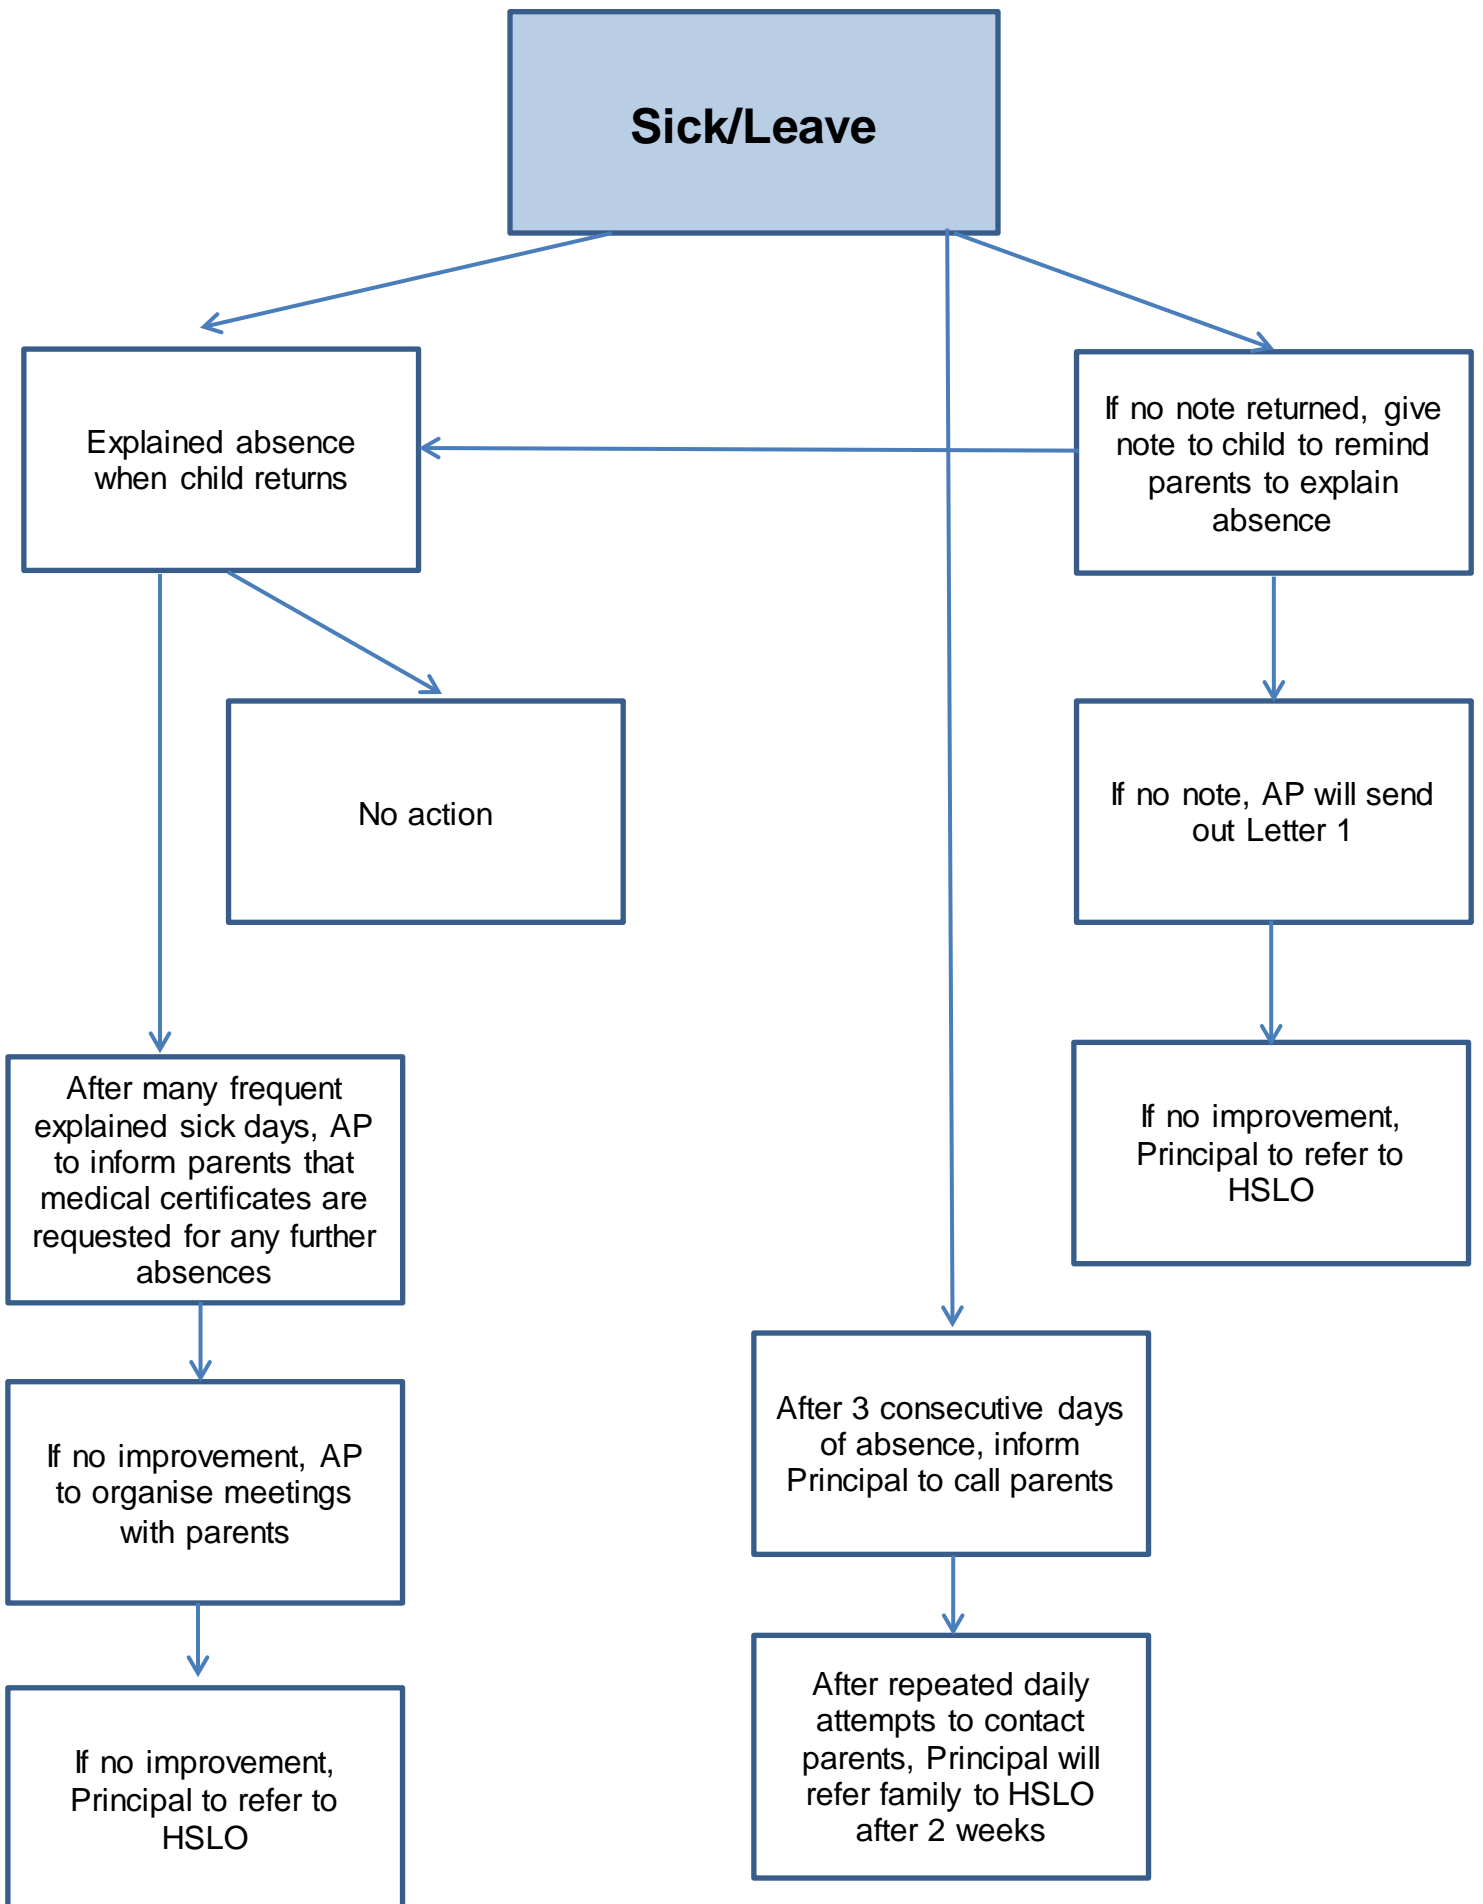 Sick/Leave
Explained absence
when child returns
If no note returned, give
note to child to remind
parents to explain
absence
No action
If no note, AP will send
out Letter 1
After many frequent
explained sick days, AP
to inform parents that
medical certificates are
requested for any further
absences
If no improvement,
Principal to refer to
HSLO
If no improvement, AP
to organise meetings
with parents
After 3 consecutive days
of absence, inform
Principal to call parents
If no improvement,
Principal to refer to
HSLO
After repeated daily
attempts to contact
parents, Principal will
refer family to HSLO
after 2 weeks